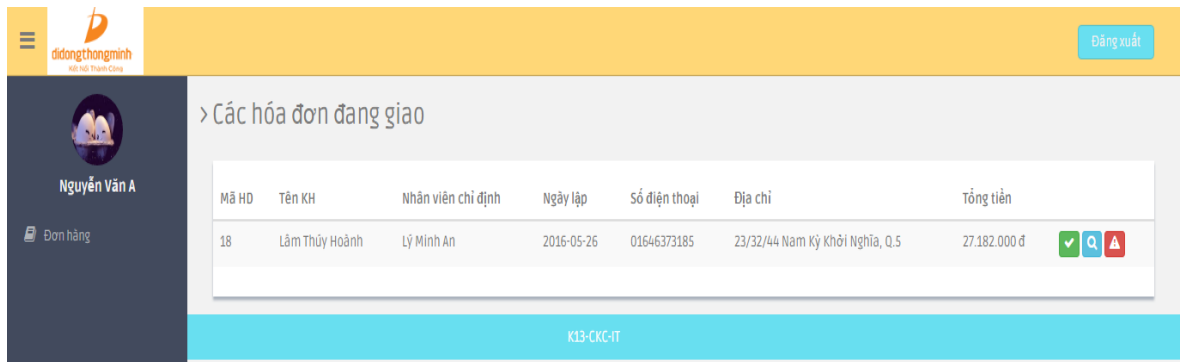 didongthongminh
Kết Nối Thành Công
Đăng xuất
Nguyễn Văn A
Đơn hàng
> Các hóa đơn đang giao
Mã HD Tên KH Nhân viên chỉ định Ngày lập Số điện thoại Địa chỉ Tổng tiền
18 Lâm Thúy Hoành Lý Minh An 2016-05-26 01646373185 23/32/44 Nam Kỳ Khởi Nghĩa, Q.5 27.182.000 đ
K13-CKC-IT